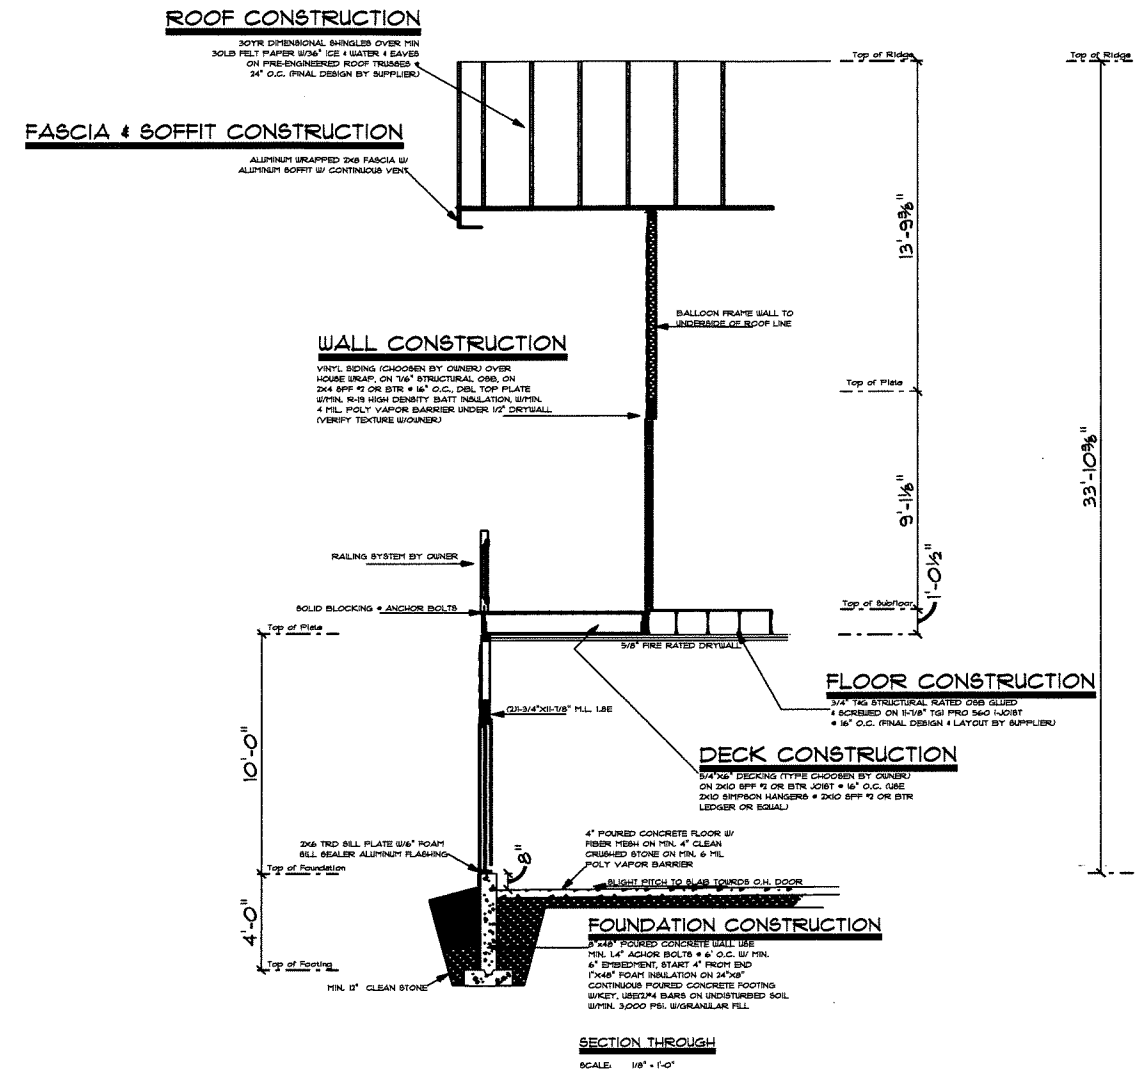 ROOF CONSTRUCTION
30YR DIMENSIONAL SHINGLES OVER MIN
30LB FELT PAPER W/36" ICE & WATER & EAVES
ON PRE-ENGINEERED ROOF TRUSSES @
24" O.C. (FINAL DESIGN BY SUPPLIER)
FASCIA & SOFFIT CONSTRUCTION
ALUMINUM WRAPPED 2X8 FASCIA W/
ALUMINUM SOFFIT W/ CONTINUOUS VENT
Top of Ridge
Top of Ridge
13'-9⅜"
BALLOON FRAME WALL TO
UNDERSIDE OF ROOF LINE
WALL CONSTRUCTION
VINYL SIDING (CHOOSEN BY OWNER) OVER
HOUSE WRAP, ON 7/16" STRUCTURAL OSB, ON
2X4 SPF #2 OR BTR @ 16" O.C., DBL TOP PLATE
W/MIN. R-19 HIGH DENSITY BATT INSULATION, W/MIN.
4 MIL. POLY VAPOR BARRIER UNDER 1/2" DRYWALL
(VERIFY TEXTURE W/OWNER)
Top of Plate
9'-1⅛"
33'-10⅜"
RAILING SYSTEM BY OWNER
SOLID BLOCKING @ ANCHOR BOLTS
Top of Plate
Top of Subfloor
1'-0½"
5/8" FIRE RATED DRYWALL
FLOOR CONSTRUCTION
3/4" T&G STRUCTURAL RATED OSB GLUED
& SCREWED ON 11-7/8" TGI PRO 560 I-JOIST
@ 16" O.C. (FINAL DESIGN & LAYOUT BY SUPPLIER)
(2)1-3/4"X11-7/8" M.L. 1.8E
10'-0"
DECK CONSTRUCTION
5/4"X6" DECKING (TYPE CHOOSEN BY OWNER)
ON 2X10 SPF #2 OR BTR JOIST @ 16" O.C. (USE
2X10 SIMPSON HANGERS @ 2X10 SPF #2 OR BTR
LEDGER OR EQUAL)
2X6 TRD SILL PLATE W/6" FOAM
SILL SEALER ALUMINUM FLASHING
Top of Foundation
8"
4" POURED CONCRETE FLOOR W/
FIBER MESH ON MIN. 4" CLEAN
CRUSHED STONE ON MIN. 6 MIL
POLY VAPOR BARRIER
SLIGHT PITCH TO SLAB TOWARDS O.H. DOOR
4'-0"
Top of Footing
MIN. 12" CLEAN STONE
FOUNDATION CONSTRUCTION
8"x48" POURED CONCRETE WALL USE
MIN. 1.4" ACHOR BOLTS @ 6' O.C. W/ MIN.
6" EMBEDMENT, START 4" FROM END
1"X48" FOAM INSULATION ON 24"X8"
CONTINUOUS POURED CONCRETE FOOTING
W/KEY, USE(2)#4 BARS ON UNDISTURBED SOIL
W/MIN. 3,000 PSI. W/GRANULAR FILL
SECTION THROUGH
SCALE: 1/8" = 1'-0"